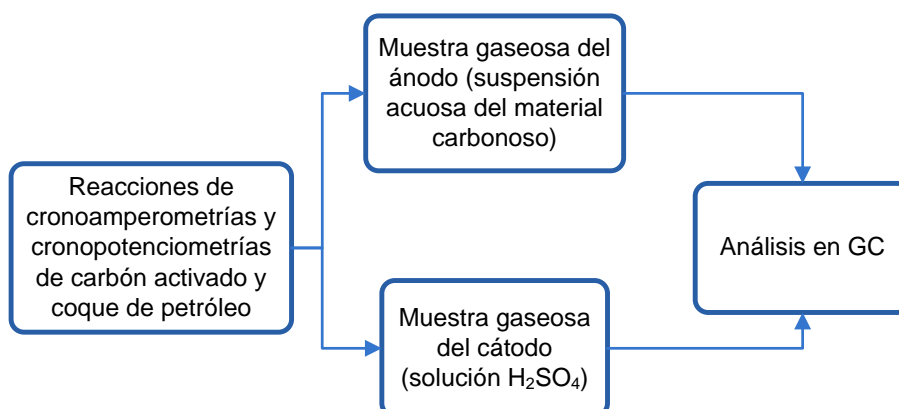 Muestra gaseosa del
ánodo (suspensión
acuosa del material
carbonoso)
Reacciones de
cronoamperometrías y
cronopotenciometrías
de carbón activado y
coque de petróleo
Análisis en GC
Muestra gaseosa
del cátodo
(solución H₂SO₄)